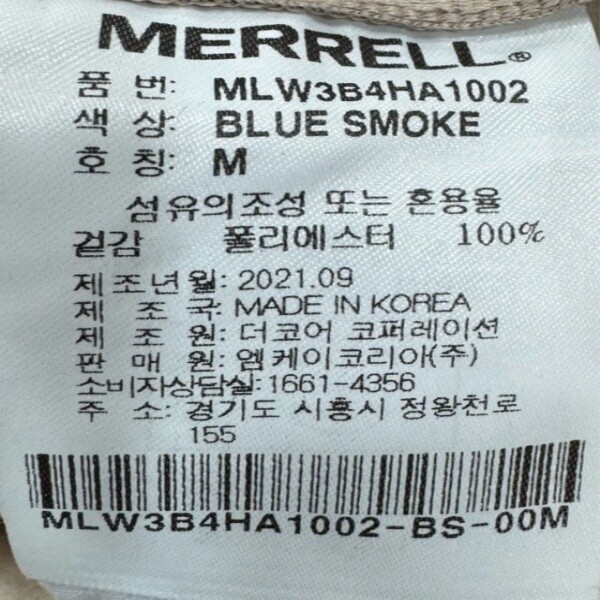 MERRELL®
품 번: MLW3B4HA1002
색 상: BLUE SMOKE
호 칭: M
섬유의조성 또는 혼용율
겉감 폴리에스터 100%
제조년월: 2021.09
제 조 국: MADE IN KOREA
제 조 원: 더코어 코퍼레이션
판 매 원: 엠케이코리아(주)
소비자상담실: 1661-4356
주 소: 경기도 시흥시 정왕천로
155
MLW3B4HA1002-BS-00M